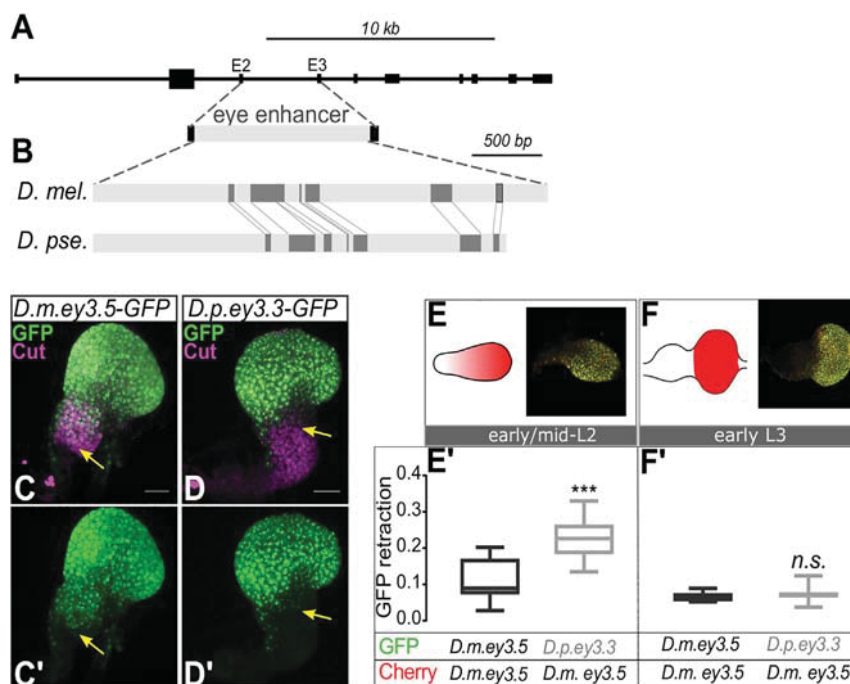 A
10 kb
E2 E3
eye enhancer
B
500 bp
D. mel.
D. pse.
D.m.ey3.5-GFP D.p.ey3.3-GFP
GFP
Cut
C
D
C'
D'
E
F
early/mid-L2 early L3
E'
F'
GFP retraction
0.4
0.3
0.2
0.1
0.0
***
n.s.
GFP D.m.ey3.5 D.p.ey3.3 D.m.ey3.5 D.p.ey3.3
Cherry D.m.ey3.5 D.m. ey3.5 D.m. ey3.5 D.m. ey3.5